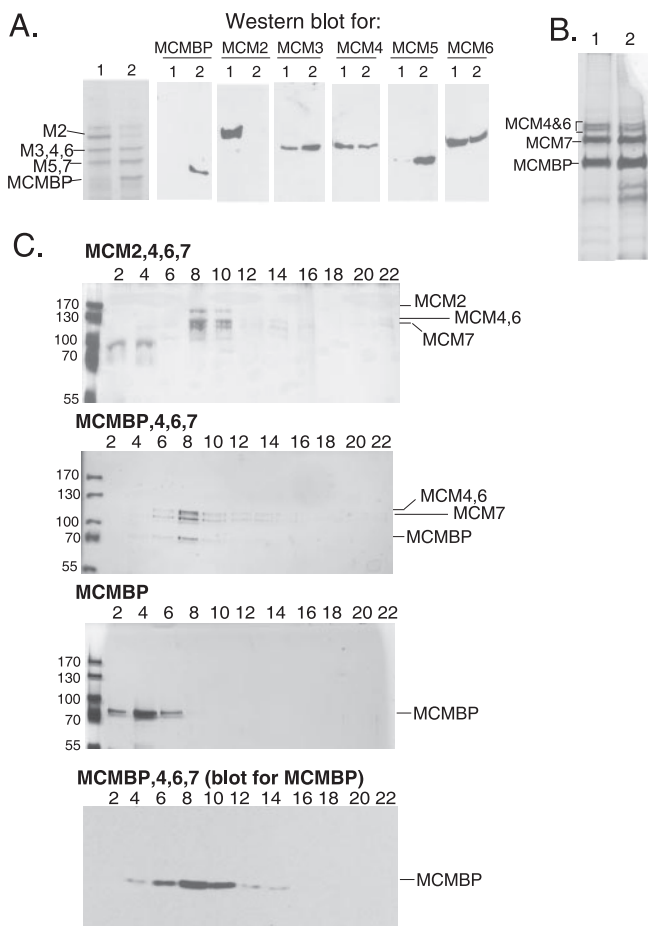 A.
Western blot for:
MCMBP MCM2 MCM3 MCM4 MCM5 MCM6
1 2 1 2 1 2 1 2 1 2 1 2 1 2
M2
M3,4,6
M5,7
MCMBP
B.
1 2
MCM4&6
MCM7
MCMBP
C.
MCM2,4,6,7
2 4 6 8 10 12 14 16 18 20 22
170
130
100
70
55
MCM2
MCM4,6
MCM7
MCMBP,4,6,7
2 4 6 8 10 12 14 16 18 20 22
170
130
100
70
55
MCM4,6
MCM7
MCMBP
MCMBP
2 4 6 8 10 12 14 16 18 20 22
170
130
100
70
55
MCMBP
MCMBP,4,6,7 (blot for MCMBP)
2 4 6 8 10 12 14 16 18 20 22
MCMBP